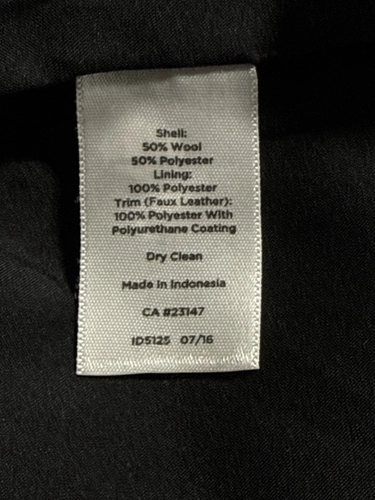 Shell:
50% Wool
50% Polyester
Lining:
100% Polyester
Trim (Faux Leather):
100% Polyester With
Polyurethane Coating
Dry Clean
Made In Indonesia
CA #23147
ID5125 07/16